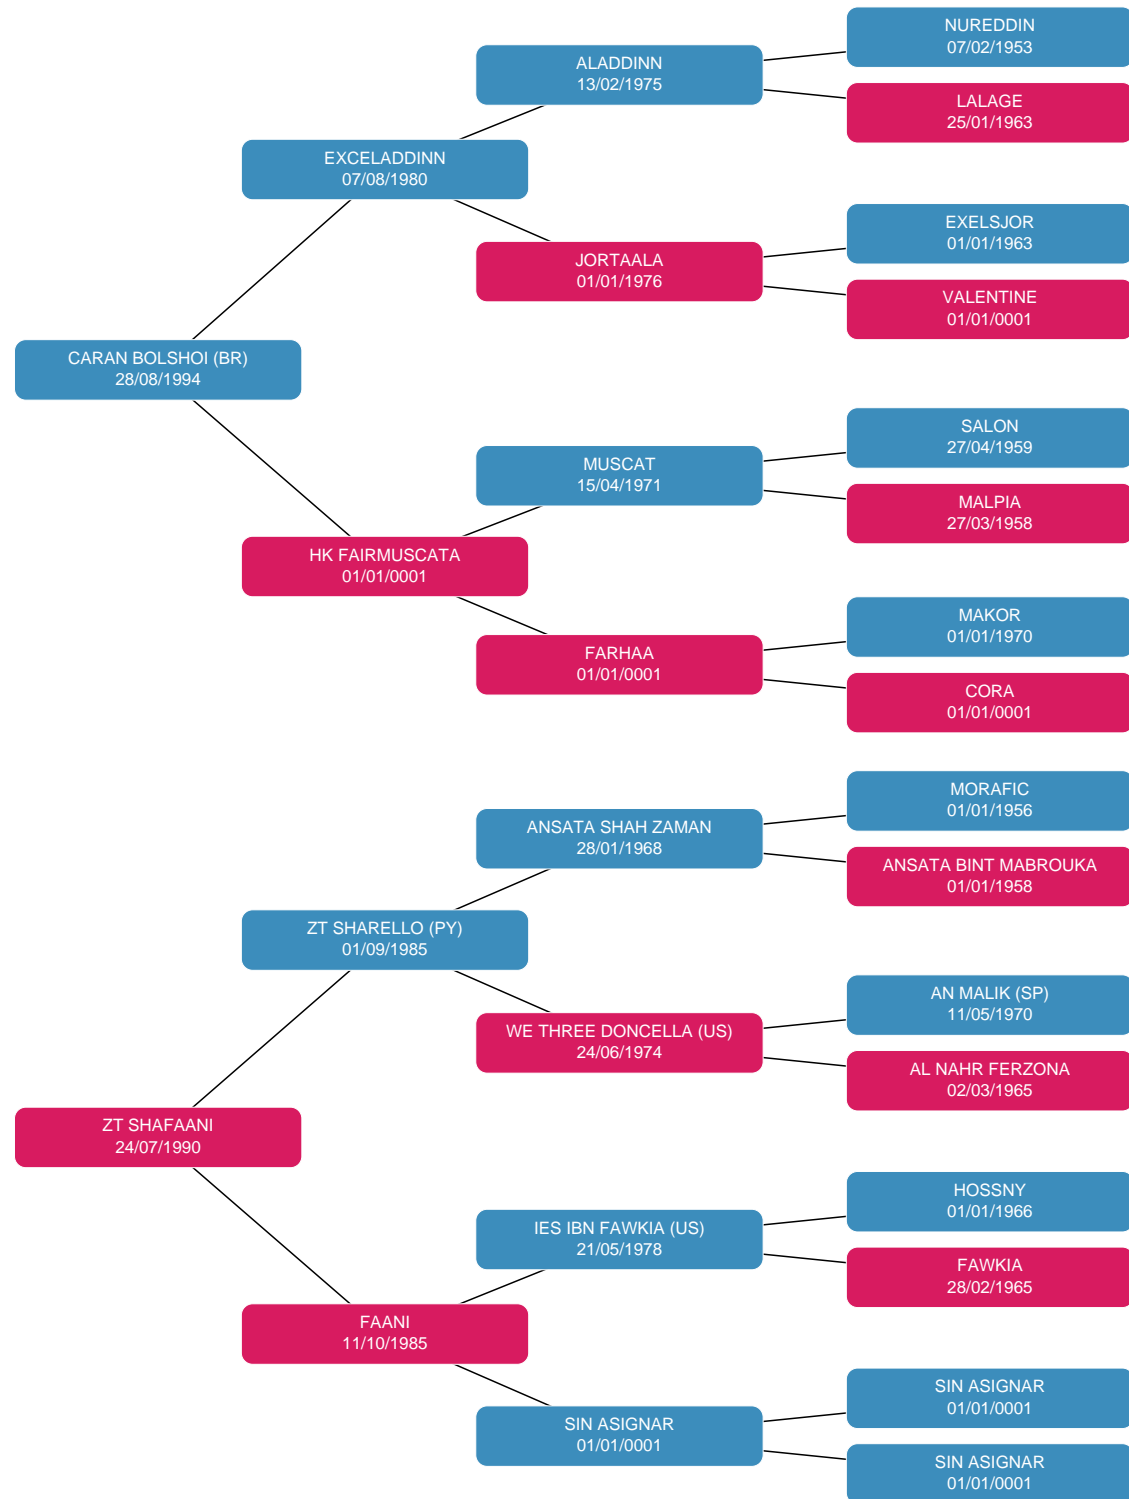 NUREDDIN
07/02/1953
ALADDINN
13/02/1975
LALAGE
25/01/1963
EXCELADDINN
07/08/1980
EXELSJOR
01/01/1963
JORTAALA
01/01/1976
VALENTINE
01/01/0001
CARAN BOLSHOI (BR)
28/08/1994
SALON
27/04/1959
MUSCAT
15/04/1971
MALPIA
27/03/1958
HK FAIRMUSCATA
01/01/0001
MAKOR
01/01/1970
FARHAA
01/01/0001
CORA
01/01/0001
MORAFIC
01/01/1956
ANSATA SHAH ZAMAN
28/01/1968
ANSATA BINT MABROUKA
01/01/1958
ZT SHARELLO (PY)
01/09/1985
AN MALIK (SP)
11/05/1970
WE THREE DONCELLA (US)
24/06/1974
AL NAHR FERZONA
02/03/1965
ZT SHAFAANI
24/07/1990
HOSSNY
01/01/1966
IES IBN FAWKIA (US)
21/05/1978
FAWKIA
28/02/1965
FAANI
11/10/1985
SIN ASIGNAR
01/01/0001
SIN ASIGNAR
01/01/0001
SIN ASIGNAR
01/01/0001